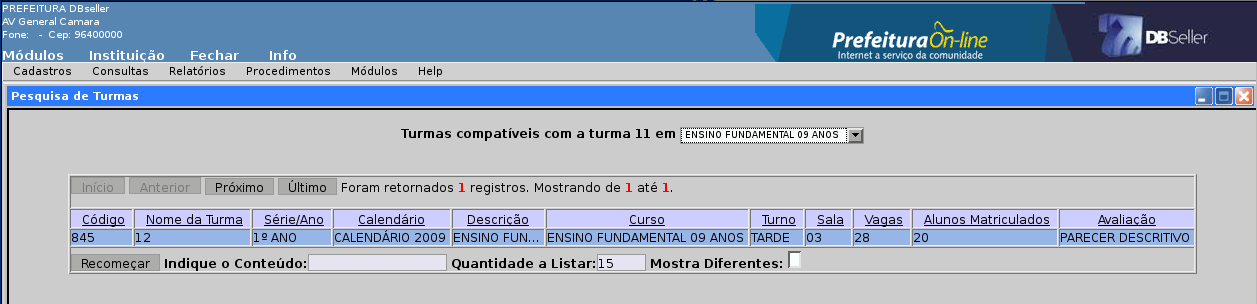 PREFEITURA DBseller
AV General Camara
Fone:   - Cep: 96400000
Módulos Instituição Fechar Info
PrefeituraOn-line
Internet a serviço da comunidade
DBSeller
Cadastros Consultas Relatórios Procedimentos Módulos Help
Pesquisa de Turmas
Turmas compatíveis com a turma 11 em ENSINO FUNDAMENTAL 09 ANOS
Início Anterior Próximo Último Foram retornados 1 registros. Mostrando de 1 até 1.
Código Nome da Turma Série/Ano Calendário Descrição Curso Turno Sala Vagas Alunos Matriculados Avaliação
845 12 1º ANO CALENDÁRIO 2009 ENSINO FUN... ENSINO FUNDAMENTAL 09 ANOS TARDE 03 28 20 PARECER DESCRITIVO
Recomeçar Indique o Conteúdo: Quantidade a Listar: 15 Mostra Diferentes: